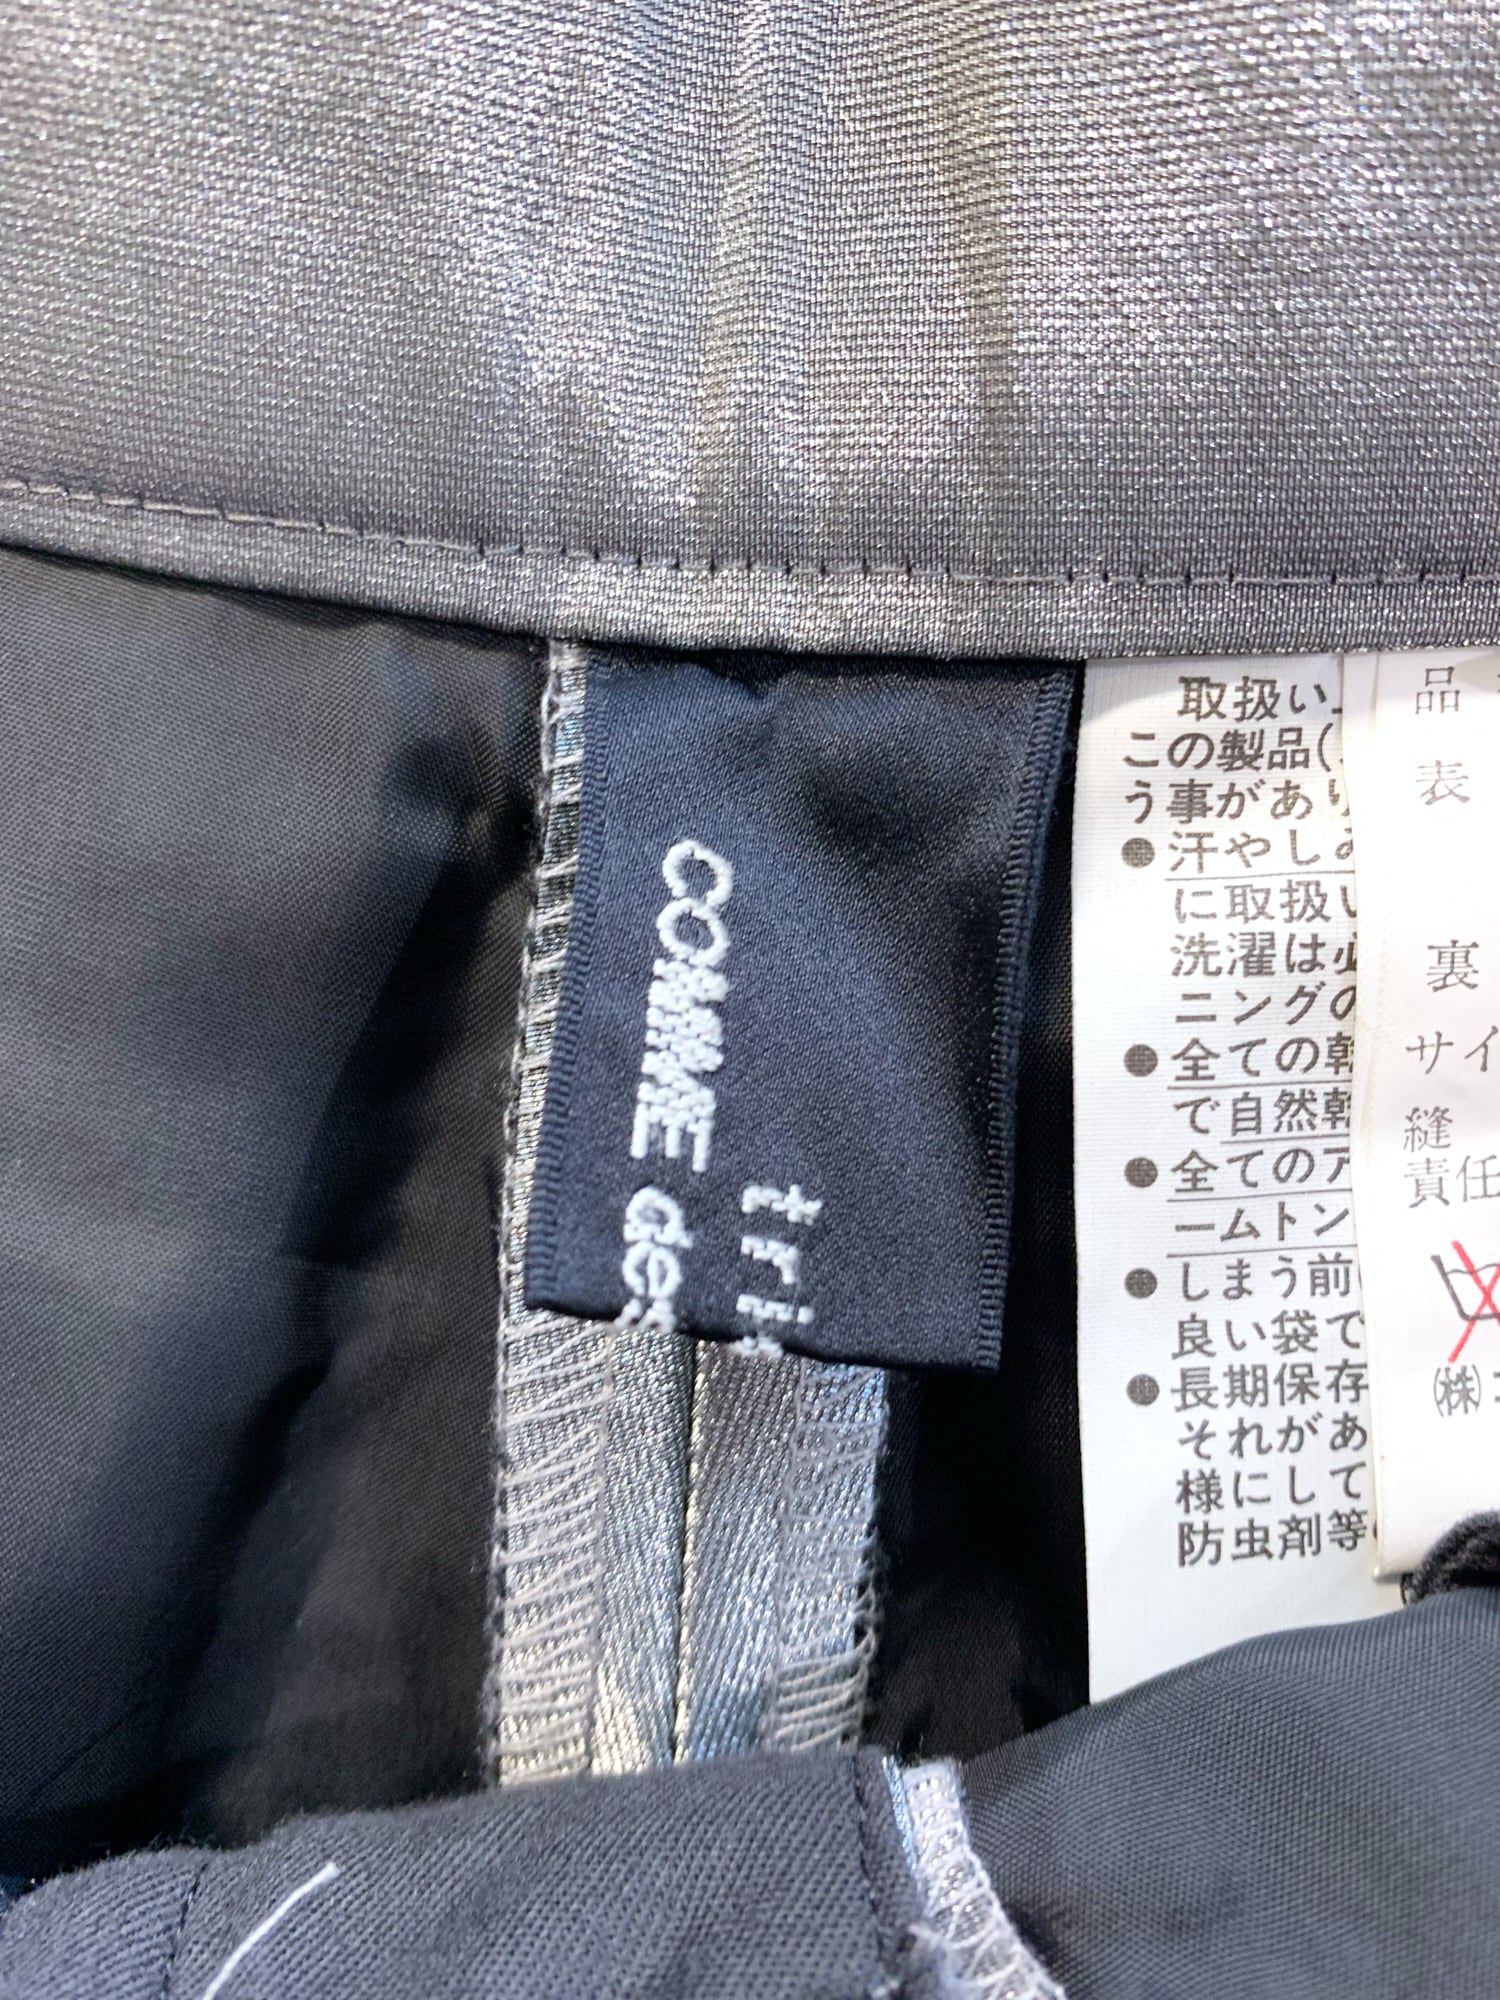 COMME des
tri
取扱い
この製品(
う事があり
●汗やしみ
に取扱い
洗濯は必
ニングの
●全ての乾
で自然乾
●全てのア
ームトン
●しまう前
良い袋で
●長期保存
それがあ
様にして
防虫剤等
品
表
裏
サイ
縫
責任
㈱